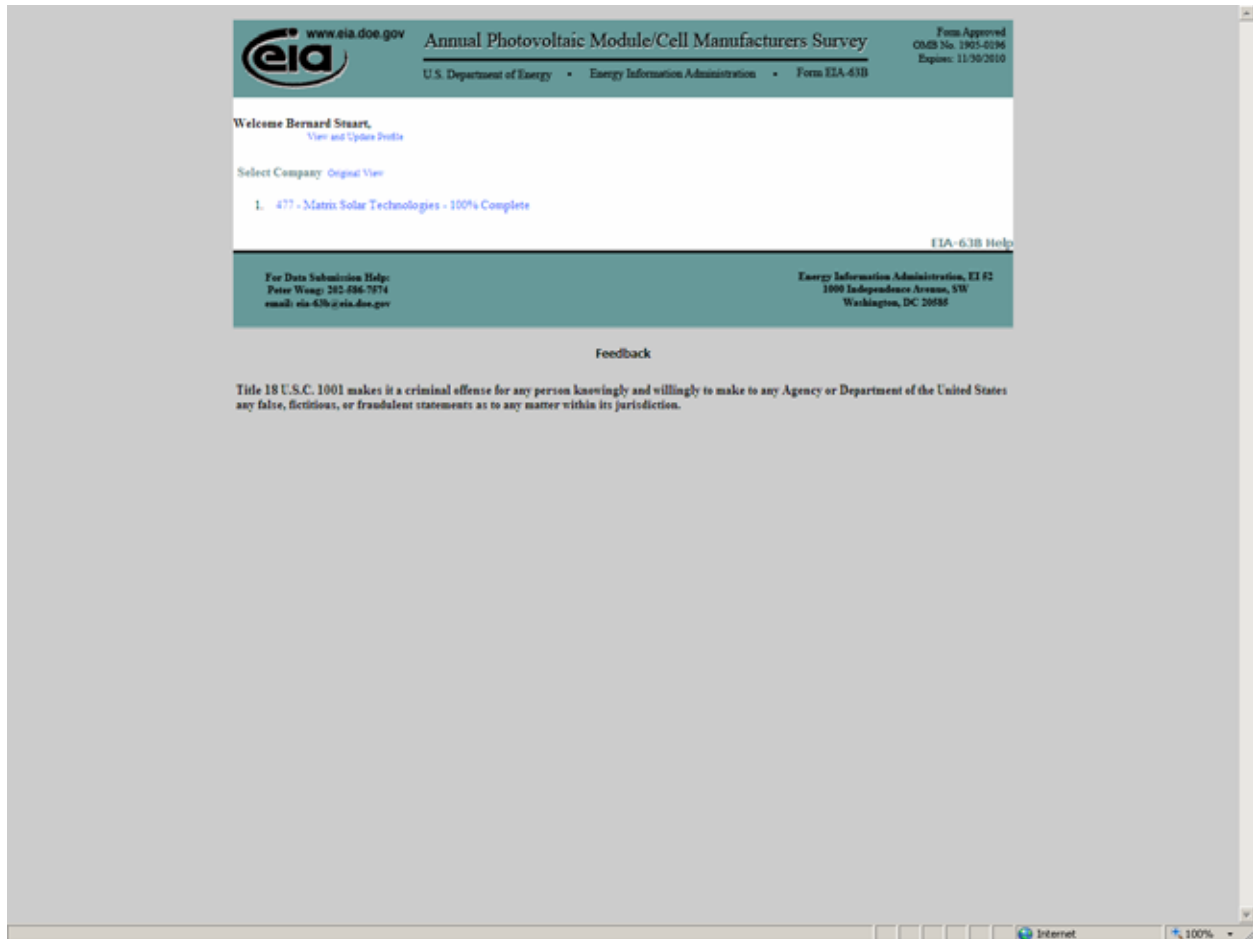 www.eia.doe.gov
eia
Annual Photovoltaic Module/Cell Manufacturers Survey
U.S. Department of Energy • Energy Information Administration • Form EIA-63B
Form Approved
OMB No. 1905-0196
Expires: 11/30/2010
Welcome Bernard Stuart,
View and Update Profile
Select Company Original View
1. 477 - Matrix Solar Technologies - 100% Complete
EIA-63B Help
For Data Submission Help:
Peter Wong: 202-586-7574
email: eia-63b@eia.doe.gov
Energy Information Administration, EI 52
1000 Independence Avenue, SW
Washington, DC 20585
Feedback
Title 18 U.S.C. 1001 makes it a criminal offense for any person knowingly and willingly to make to any Agency or Department of the United States
any false, fictitious, or fraudulent statements as to any matter within its jurisdiction.
Internet
100%